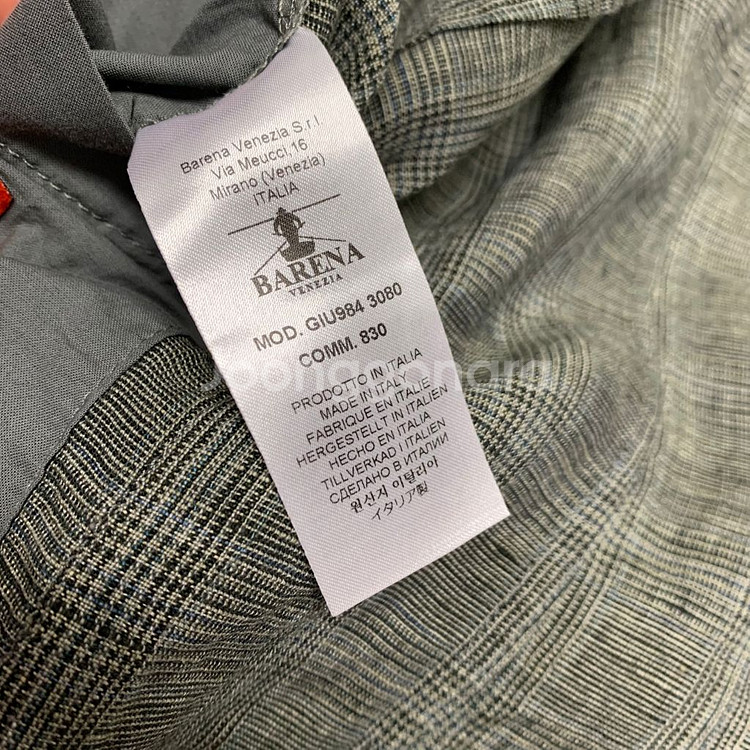 Barena Venezia S.r.l.
Via Meucci,16
Mirano (Venezia)
ITALIA
BARENA
VENEZIA
MOD. GIU984 3080
COMM. 830
PRODOTTO IN ITALIA
MADE IN ITALY
FABRIQUE EN ITALIE
HERGESTELLT IN ITALIEN
HECHO EN ITALIA
TILLVERKAD I ITALIEN
СДЕЛАНО В ИТАЛИИ
원산지 이탈리아
イタリア製
joonggonara